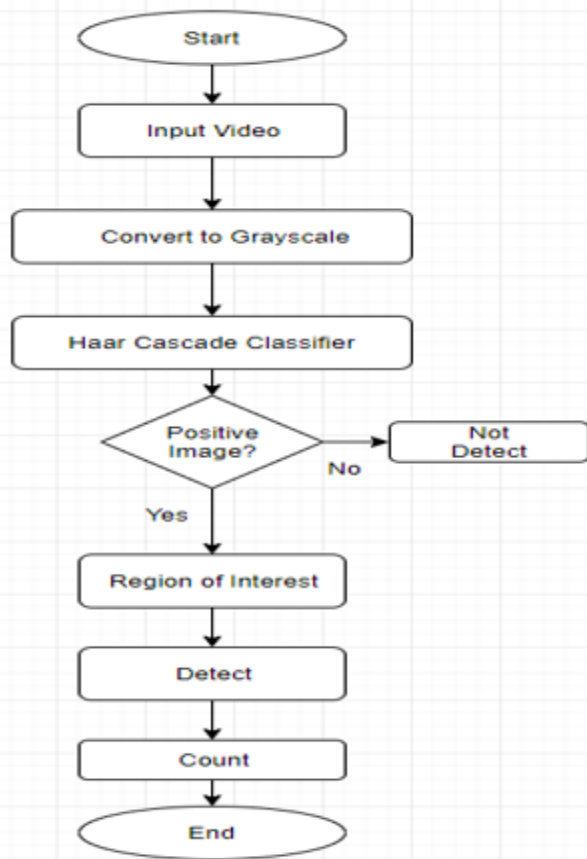 Start
Input Video
Convert to Grayscale
Haar Cascade Classifier
Positive
Image?
No
Not
Detect
Yes
Region of Interest
Detect
Count
End